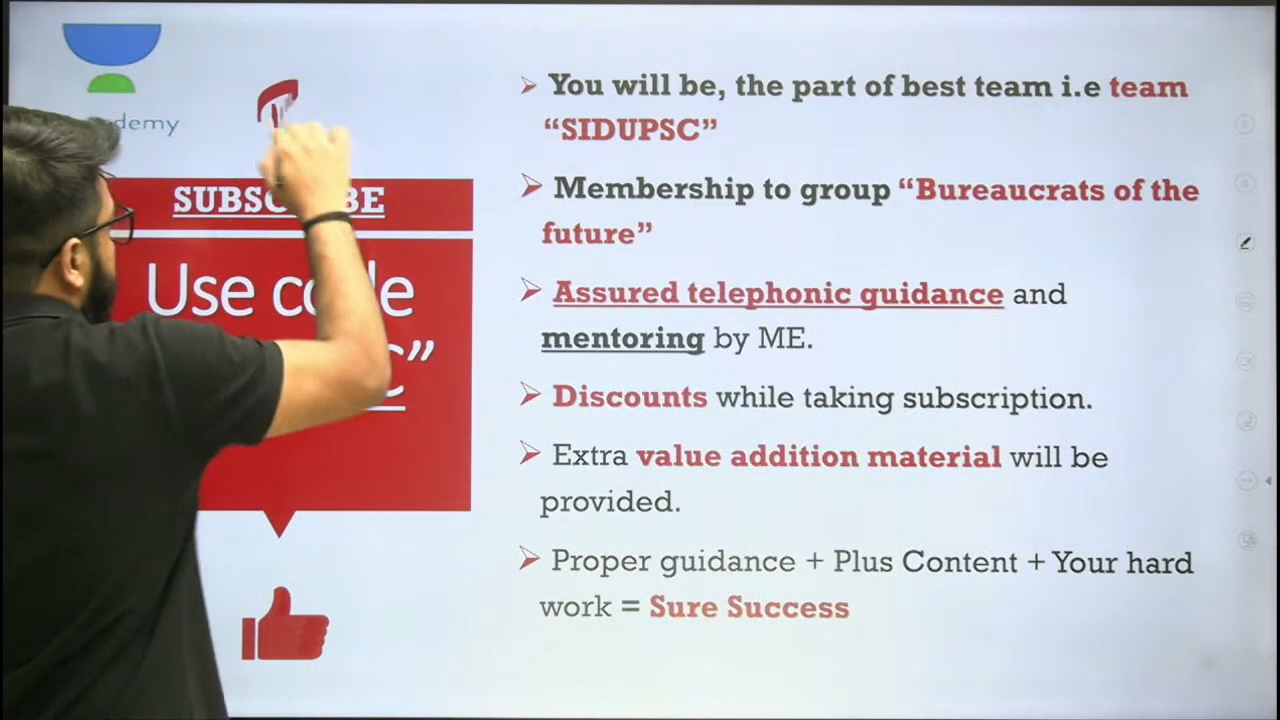 SUBSC BE
Use code
C”
➢ You will be, the part of best team i.e team
“SIDUPSC”
➢ Membership to group “Bureaucrats of the
future”
➢ Assured telephonic guidance and
mentoring by ME.
➢ Discounts while taking subscription.
➢ Extra value addition material will be
provided.
➢ Proper guidance + Plus Content + Your hard
work = Sure Success